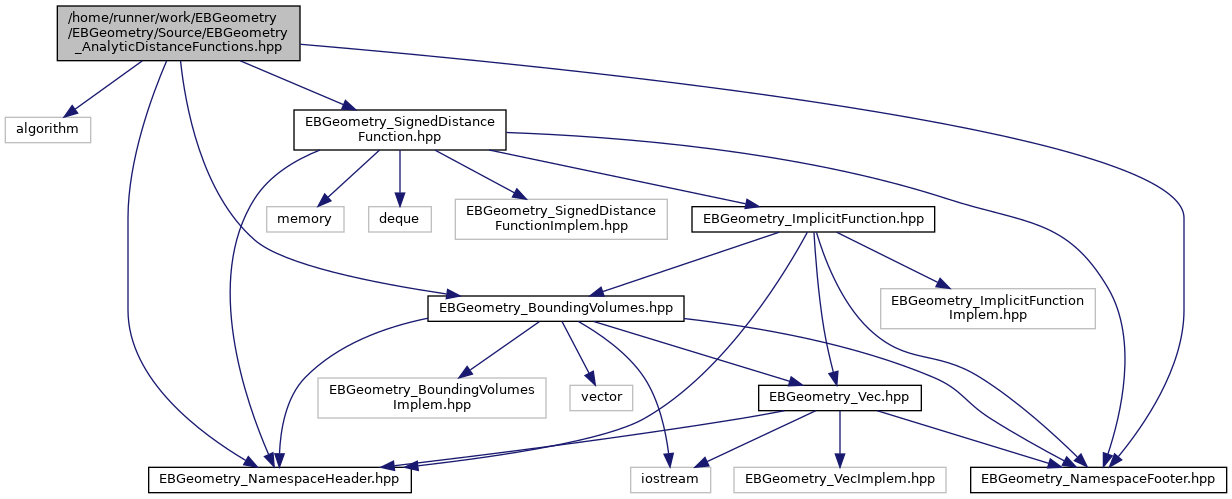 /home/runner/work/EBGeometry
/EBGeometry/Source/EBGeometry
_AnalyticDistanceFunctions.hpp
algorithm
EBGeometry_SignedDistance
Function.hpp
memory
deque
EBGeometry_SignedDistance
FunctionImplem.hpp
EBGeometry_ImplicitFunction.hpp
EBGeometry_BoundingVolumes.hpp
EBGeometry_ImplicitFunction
Implem.hpp
EBGeometry_BoundingVolumes
Implem.hpp
vector
EBGeometry_Vec.hpp
EBGeometry_NamespaceHeader.hpp
iostream
EBGeometry_VecImplem.hpp
EBGeometry_NamespaceFooter.hpp